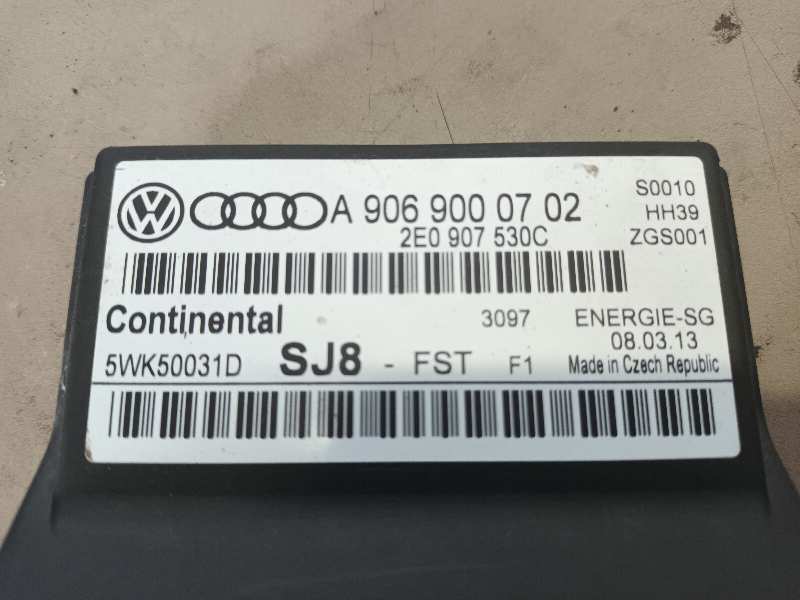 A 906 900 07 02
2E0 907 530C
S0010
HH39
ZGS001
Continental 3097 ENERGIE-SG
08.03.13
5WK50031D SJ8 - FST F1 Made in Czech Republic